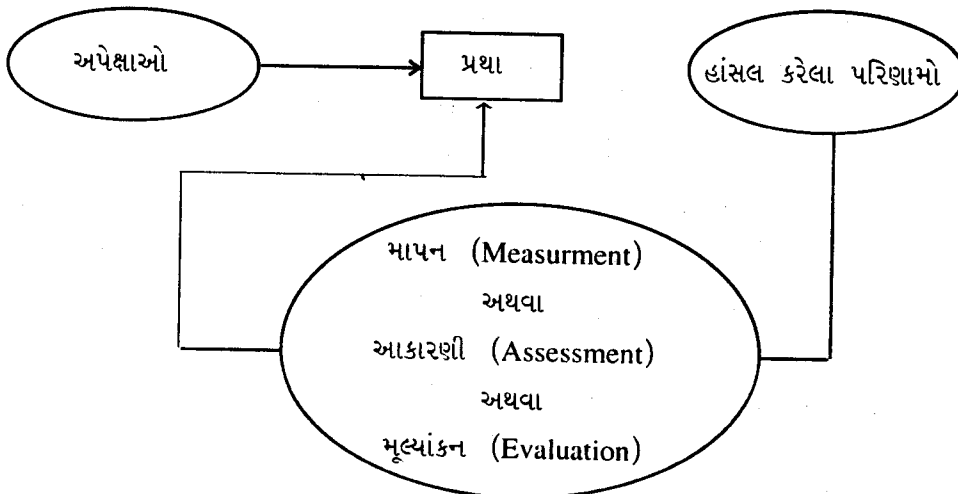 અપેક્ષાઓ
પ્રથા
હાંસલ કરેલા પરિણામો
માપન (Measurment)
અથવા
આકારણી (Assessment)
અથવા
મૂલ્યાંકન (Evaluation)